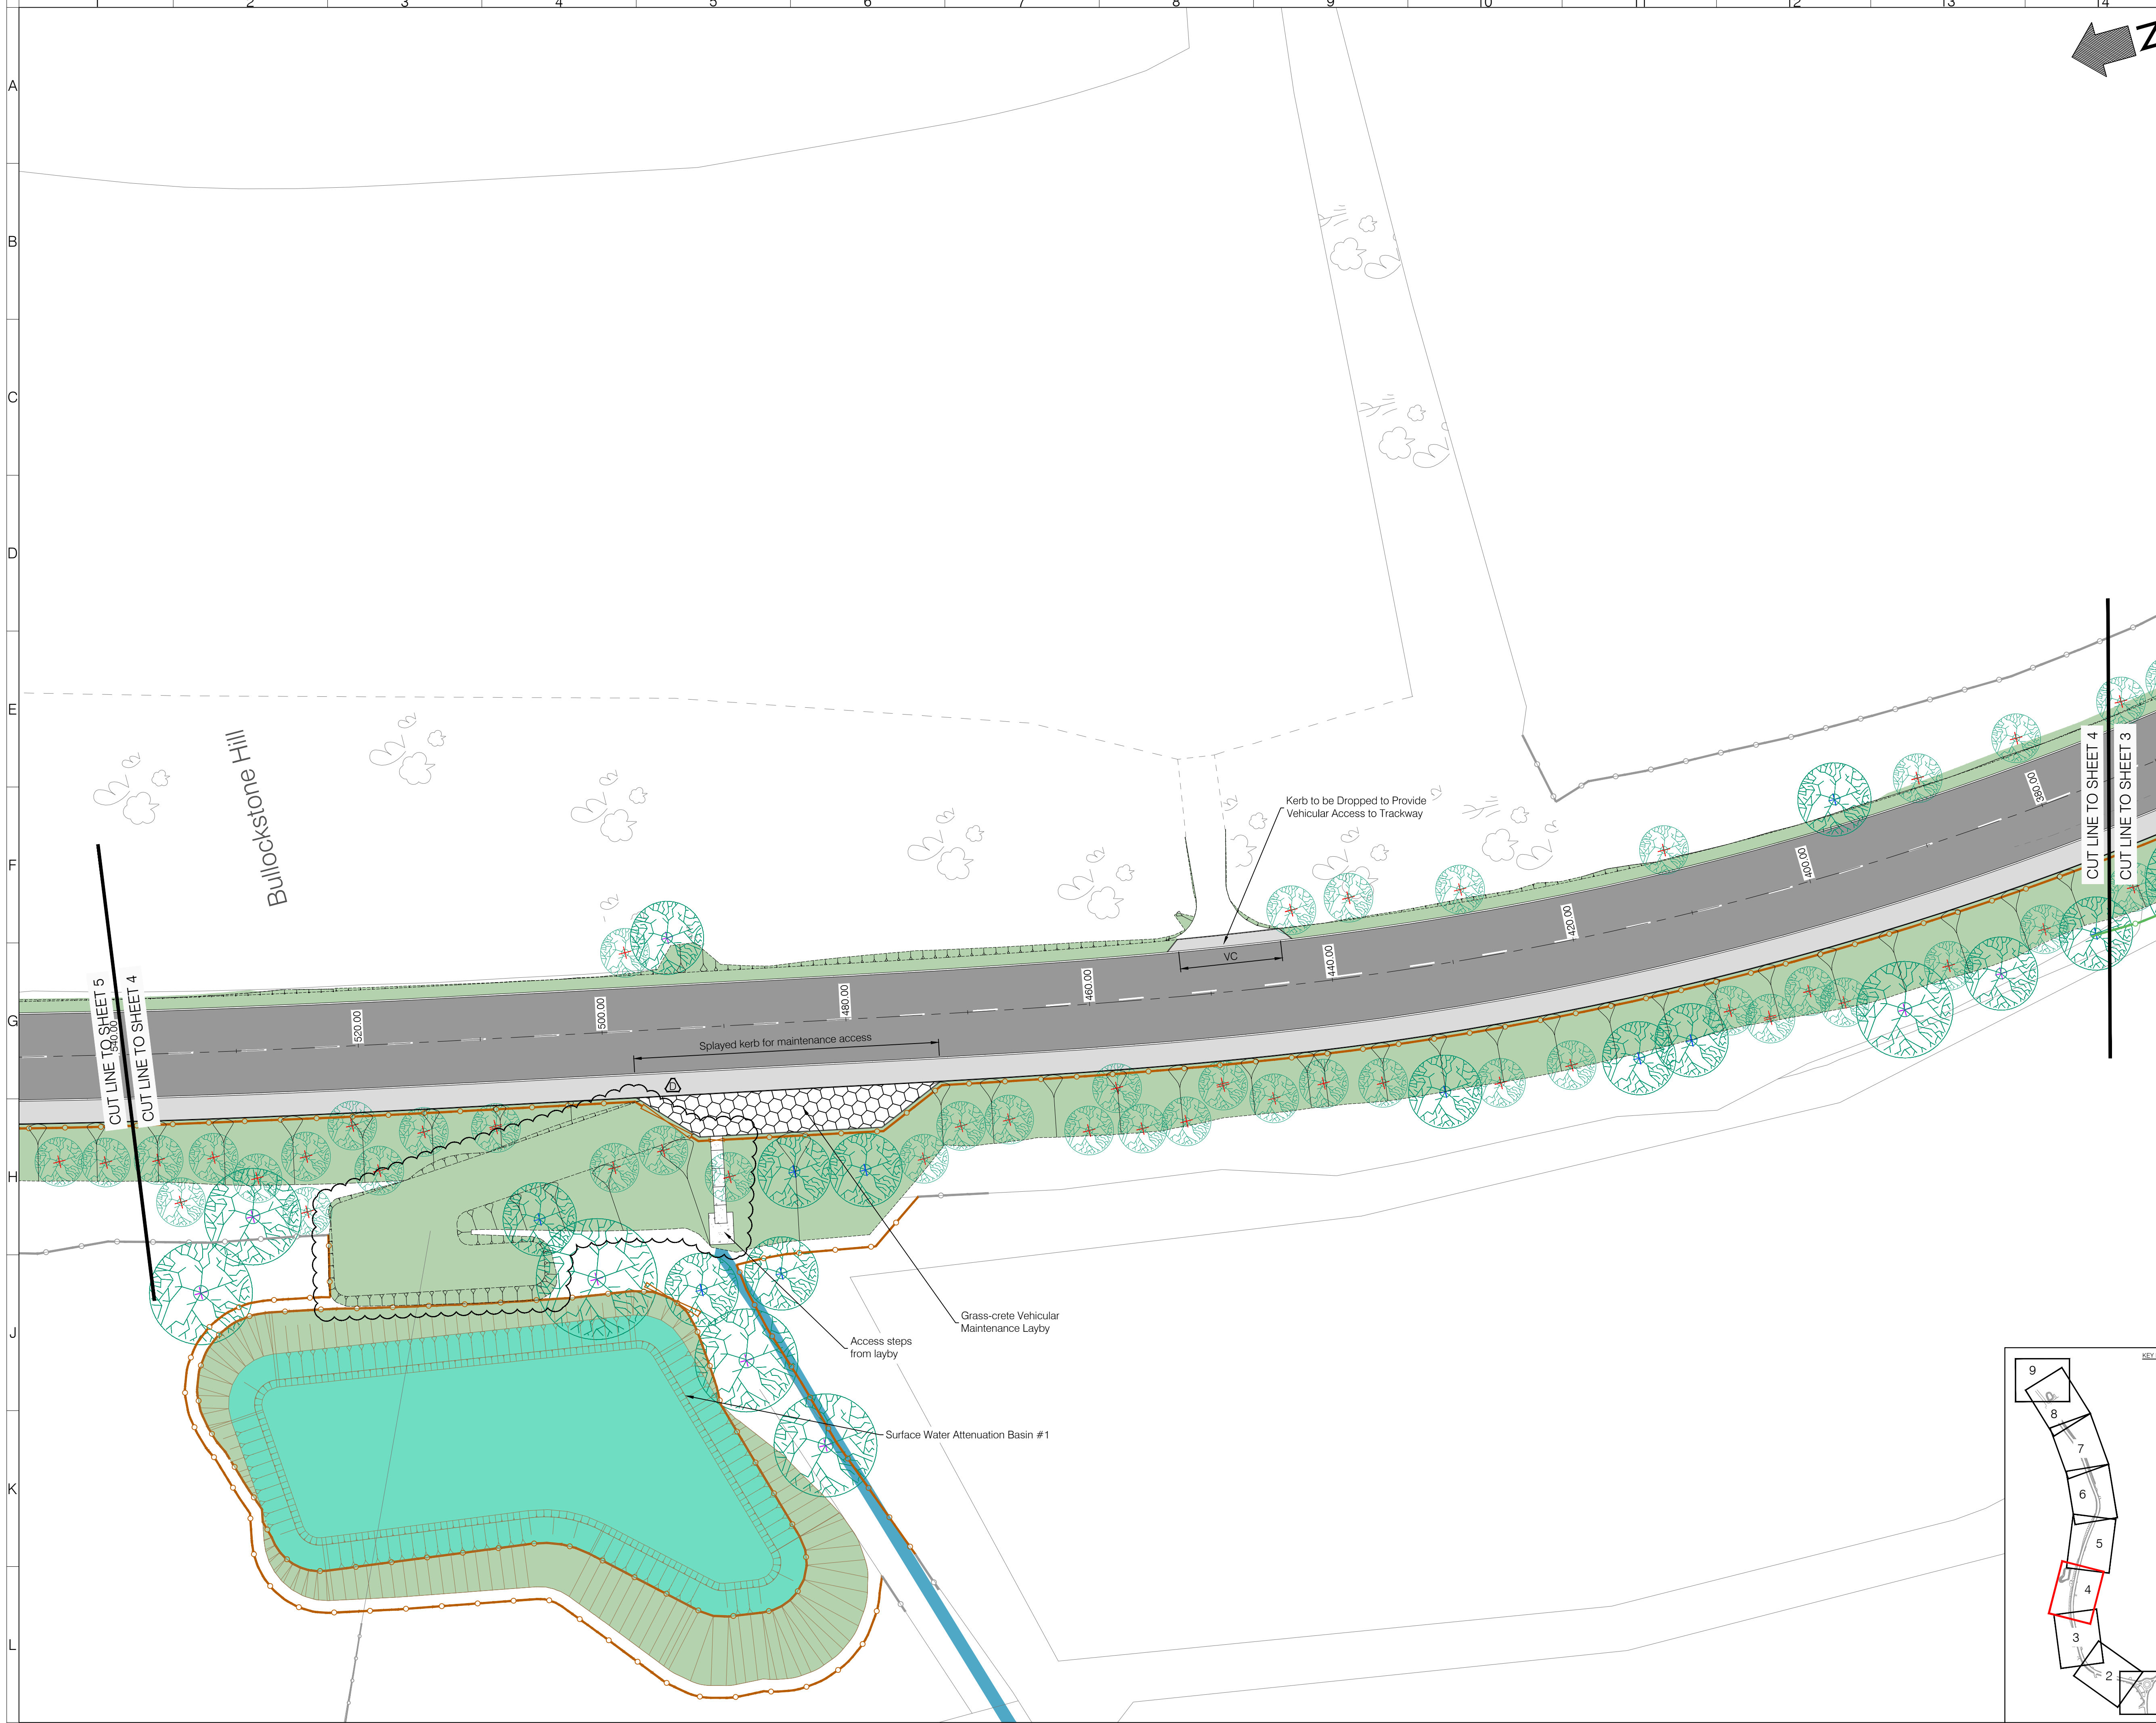 1 2 3 4 5 6 7 8 9 10 11 12 13 14
A
B
C
D
E
F
G
H
J
K
L
N
Bullockstone Hill
CUT LINE TO SHEET 5
CUT LINE TO SHEET 4
540.00
520.00
500.00
480.00
460.00
440.00
420.00
400.00
380.00
CUT LINE TO SHEET 4
CUT LINE TO SHEET 3
Kerb to be Dropped to Provide
Vehicular Access to Trackway
VC
Splayed kerb for maintenance access
D
Grass-crete Vehicular
Maintenance Layby
Access steps
from layby
Surface Water Attenuation Basin #1
KEY
9
8
7
6
5
4
3
2